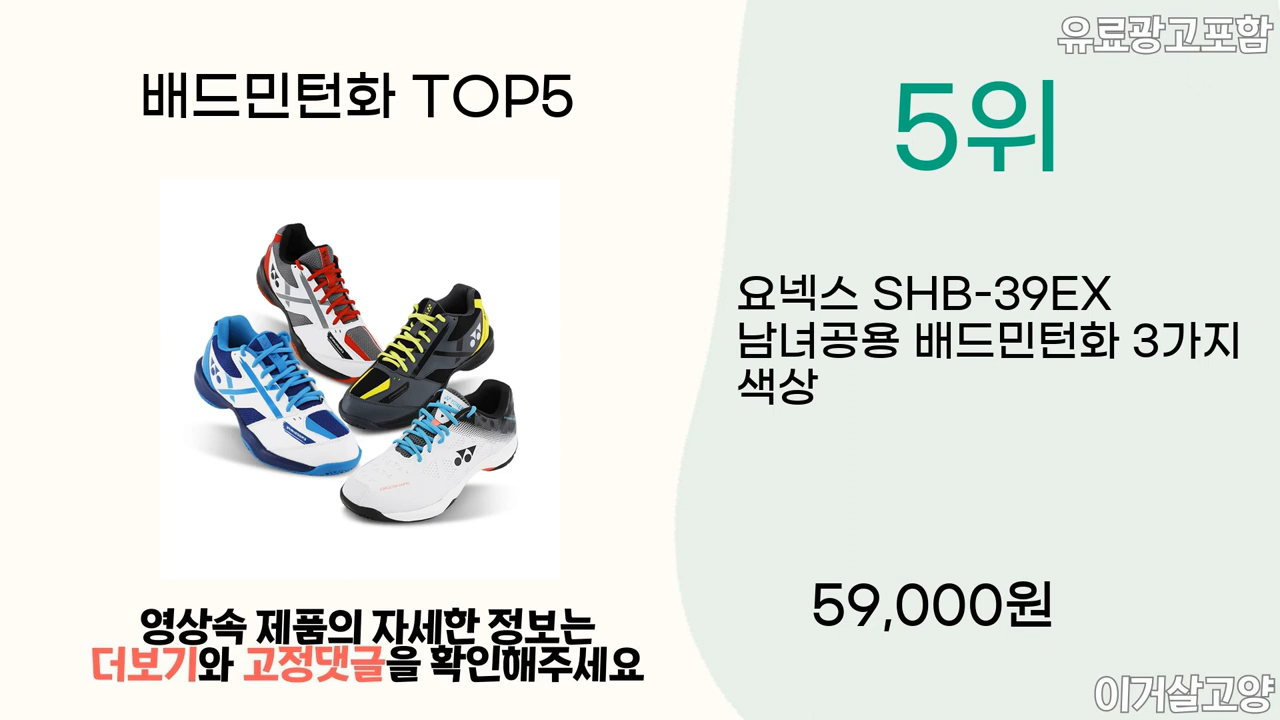 유료광고포함
배드민턴화 TOP5
5위
요넥스 SHB-39EX
남녀공용 배드민턴화 3가지
색상
59,000원
영상속 제품의 자세한 정보는
더보기와 고정댓글을 확인해주세요
이거살고양